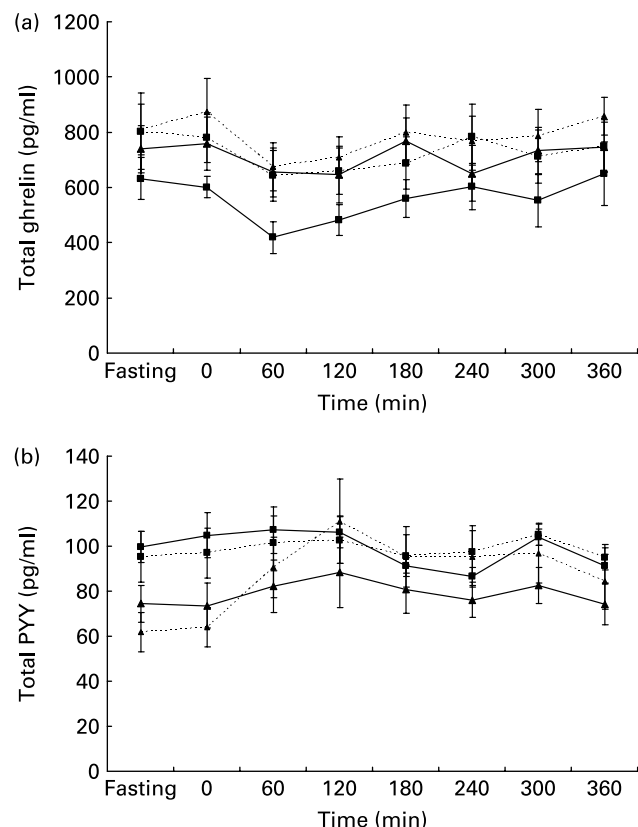 (a)
Total ghrelin (pg/ml)
1200
1000
800
600
400
200
0
Fasting 0 60 120 180 240 300 360
Time (min)
(b)
Total PYY (pg/ml)
140
120
100
80
60
40
20
0
Fasting 0 60 120 180 240 300 360
Time (min)